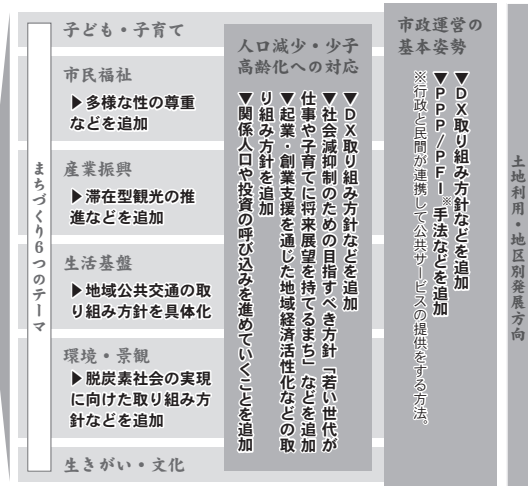 まちづくり6つのテーマ
子ども・子育て
市民福祉
▶多様な性の尊重
などを追加
産業振興
▶滞在型観光の推
進などを追加
生活基盤
▶地域公共交通の取
り組み方針を具体化
環境・景観
▶脱炭素社会の実現
に向けた取り組み方
針などを追加
生きがい・文化
人口減少・少子
高齢化への対応
▼DX取り組み方針などを追加
▼社会減抑制のための目指すべき方針「若い世代が
仕事や子育てに将来展望を持てるまち」などを追加
▼起業・創業支援を通じた地域経済活性化などの取
り組み方針を追加
▼関係人口や投資の呼び込みを進めていくことを追加
市政運営の
基本姿勢
▼DX取り組み方針などを追加
▼PPP/PFI※手法などを追加
※行政と民間が連携して公共サービスの提供をする方法。
土地利用・地区別発展方向